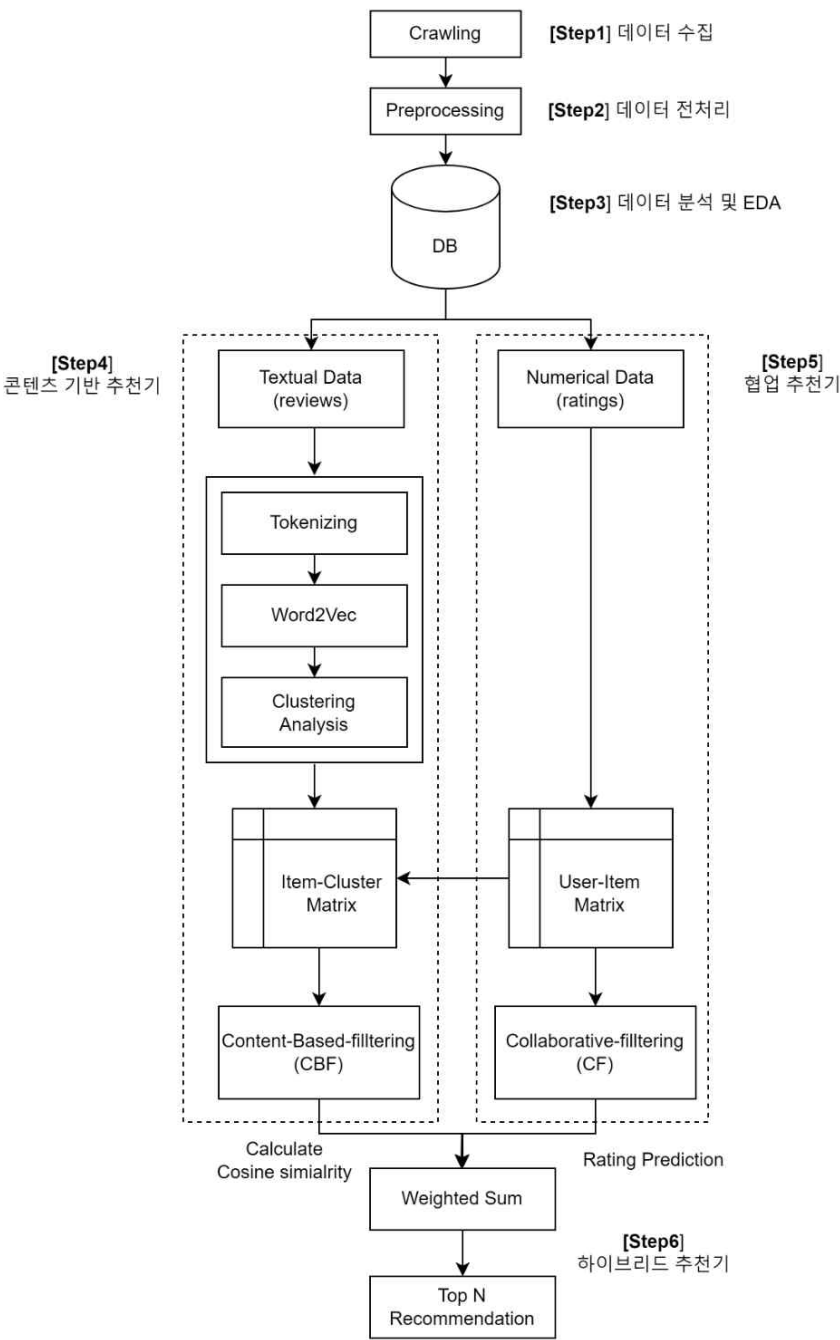 Crawling
[Step1] 데이터 수집
Preprocessing
[Step2] 데이터 전처리
DB
[Step3] 데이터 분석 및 EDA
[Step4]
콘텐츠 기반 추천기
Textual Data
(reviews)
Numerical Data
(ratings)
[Step5]
협업 추천기
Tokenizing
Word2Vec
Clustering
Analysis
Item-Cluster
Matrix
User-Item
Matrix
Content-Based-filltering
(CBF)
Collaborative-filltering
(CF)
Calculate
Cosine simialrity
Rating Prediction
Weighted Sum
[Step6]
하이브리드 추천기
Top N
Recommendation